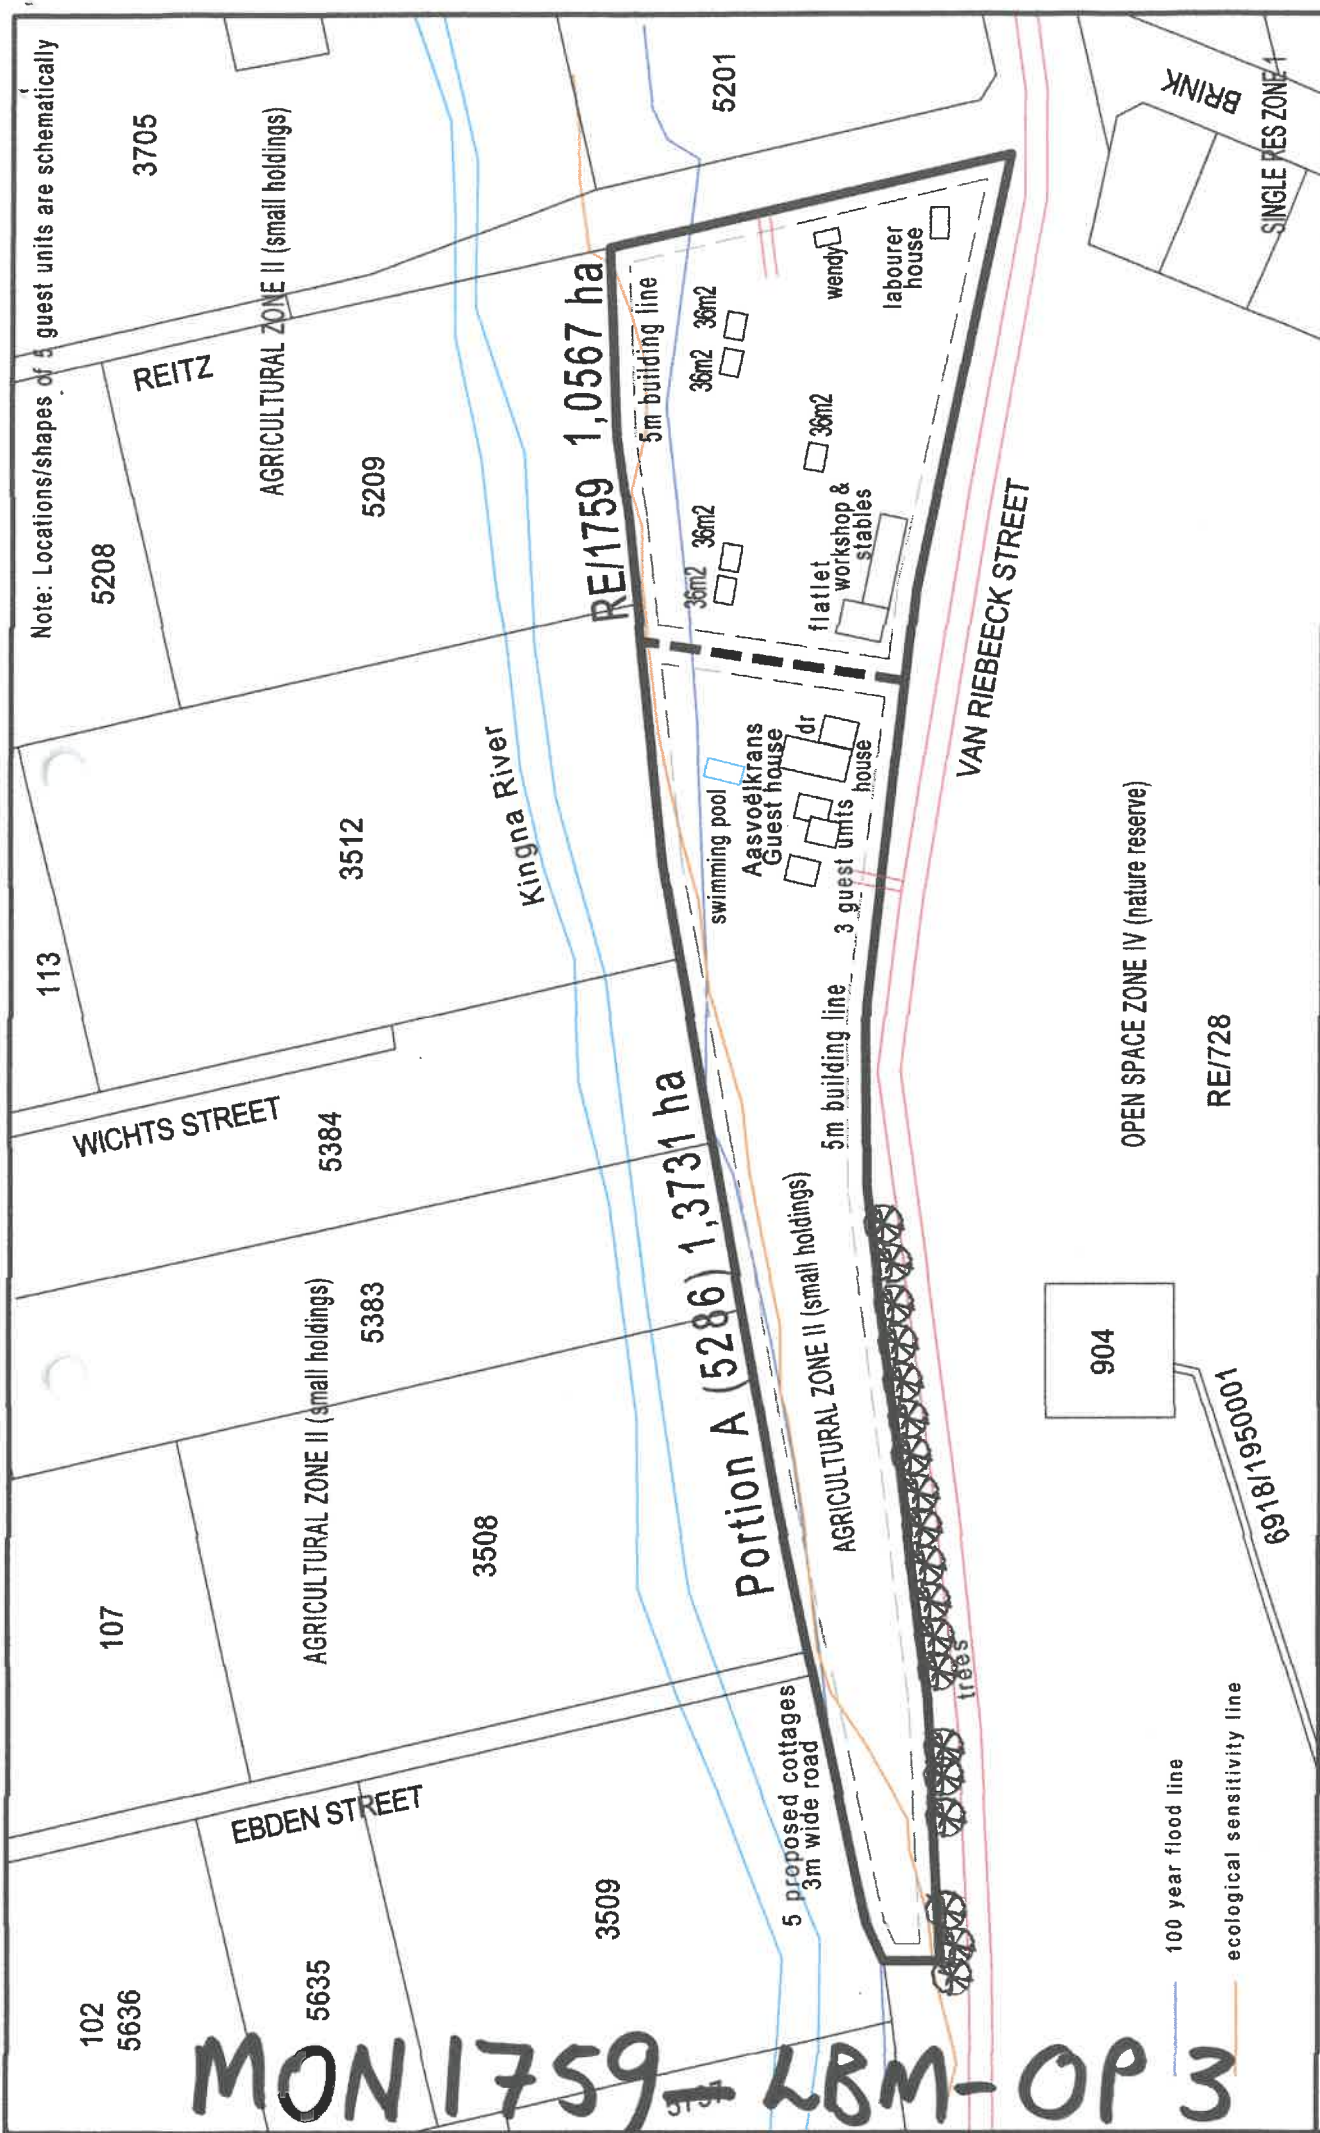 Note: Locations/shapes of 5 guest units are schematically
3705
5201
BRINK
SINGLE RES ZONE 1
AGRICULTURAL ZONE II (small holdings)
REITZ
5208
5209
RE/1759 1,0567 ha
5m building line
36m2
36m2
36m2
36m2
36m2
wendy
labourer
house
flatlet
workshop &
stables
VAN RIEBEECK STREET
113
3512
Kingna River
swimming pool
Aasvoëlkrans
Guest house
dr
house
3 guest units
5m building line
WICHTS STREET
5384
5383
Portion A (5286) 1,3731 ha
AGRICULTURAL ZONE II (small holdings)
OPEN SPACE ZONE IV (nature reserve)
RE/728
904
6918/1950001
AGRICULTURAL ZONE II (small holdings)
107
3508
trees
EBDEN STREET
5 proposed cottages
3m wide road
3509
102
5636
5635
100 year flood line
ecological sensitivity line
MON 1759 - LBM - OP 3